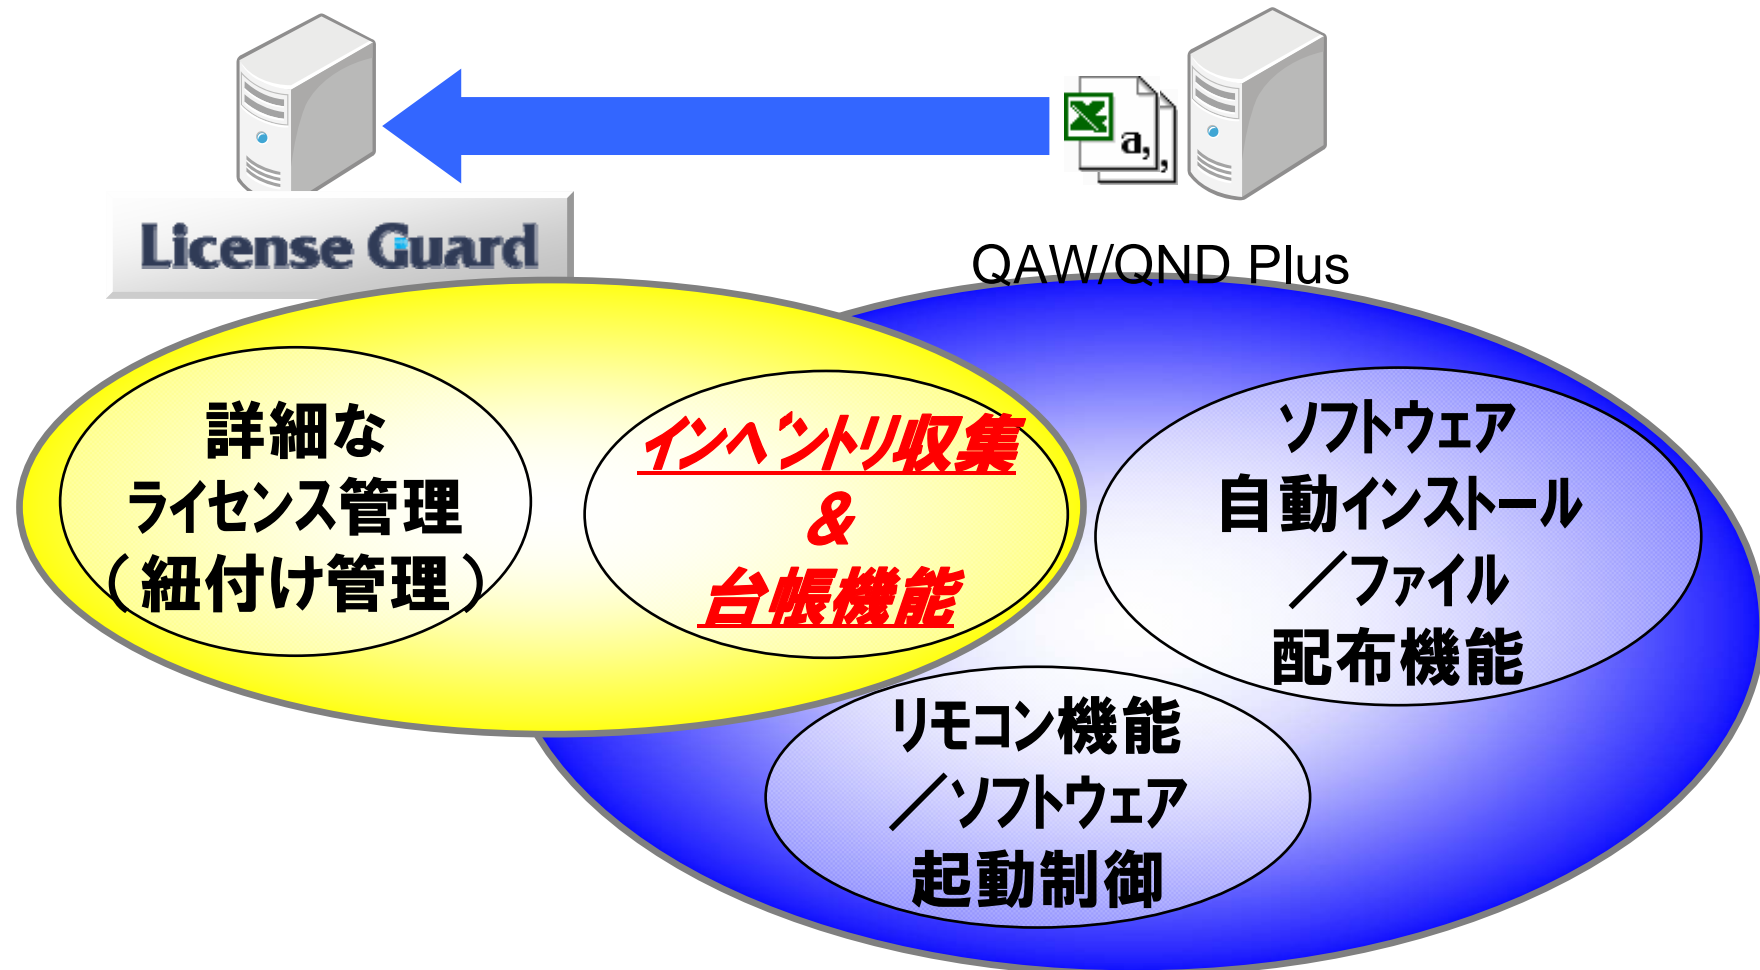 a,
,
License Guard
QAW/QND Plus
詳細な
ライセンス管理
（紐付け管理）
インベントリ収集
＆
台帳機能
ソフトウェア
自動インストール
／ファイル
配布機能
リモコン機能
／ソフトウェア
起動制御